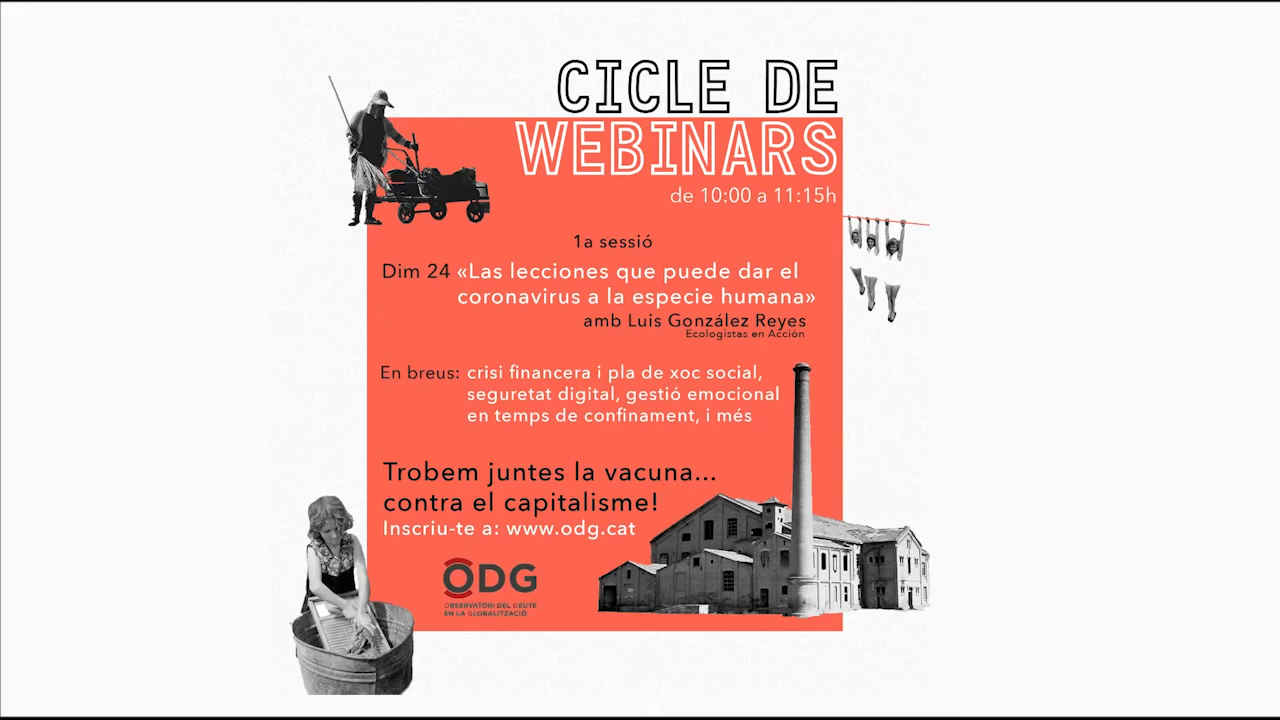 CICLE DE
WEBINARS
de 10:00 a 11:15h
1a sessió
Dim 24 «Las lecciones que puede dar el
coronavirus a la especie humana»
amb Luis González Reyes
Ecologistas en Acción
En breus: crisi financera i pla de xoc social,
seguretat digital, gestió emocional
en temps de confinament, i més
Trobem juntes la vacuna...
contra el capitalisme!
Inscriu-te a: www.odg.cat
ODG
OBSERVATORI DEL DEUTE
EN LA GLOBALITZACIÓ